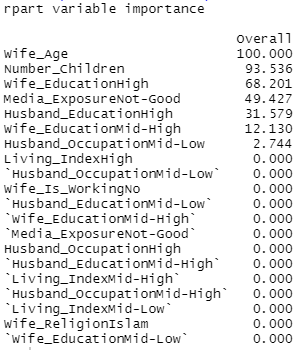 rpart variable importance
Overall
Wife_Age 100.000
Number_Children 93.536
Wife_EducationHigh 68.201
Media_ExposureNot-Good 49.427
Husband_EducationHigh 31.579
Wife_EducationMid-High 12.130
Husband_OccupationMid-Low 2.744
Living_IndexHigh 0.000
`Husband_OccupationMid-Low` 0.000
Wife_Is_WorkingNo 0.000
`Husband_EducationMid-Low` 0.000
`Wife_EducationMid-High` 0.000
`Media_ExposureNot-Good` 0.000
Husband_OccupationHigh 0.000
`Husband_EducationMid-High` 0.000
`Living_IndexMid-High` 0.000
`Husband_OccupationMid-High` 0.000
`Living_IndexMid-Low` 0.000
Wife_ReligionIslam 0.000
`Wife_EducationMid-Low` 0.000